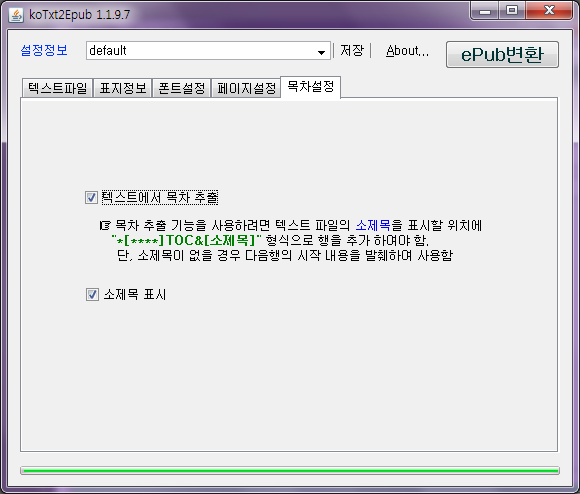 koTxt2Epub 1.1.9.7
설정정보 default 저장 About... ePub변환
텍스트파일 표지정보 폰트설정 페이지설정 목차설정
텍스트에서 목차 추출
☞ 목차 추출 기능을 사용하려면 텍스트 파일의 소제목을 표시할 위치에
"*[****]TOC&[소제목]" 형식으로 행을 추가 하여야 함.
단, 소제목이 없을 경우 다음행의 시작 내용을 발췌하여 사용함
소제목 표시